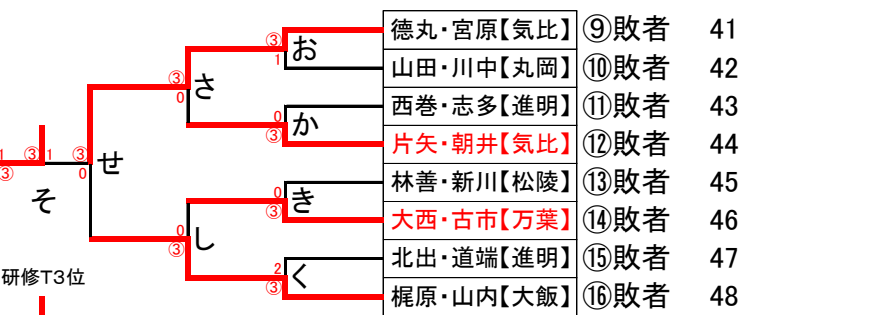 ③
お
徳丸・宮原【気比】 ⑨敗者 41
1
山田・川中【丸岡】 ⑩敗者 42
③
さ
0
0
か
西巻・志多【進明】 ⑪敗者 43
③
片矢・朝井【気比】 ⑫敗者 44
1 ③ 1 ③
せ
③ 0
そ
0
き
林善・新川【松陵】 ⑬敗者 45
③
大西・古市【万葉】 ⑭敗者 46
0
し
③
2
く
北出・道端【進明】 ⑮敗者 47
③
梶原・山内【大飯】 ⑯敗者 48
研修T3位